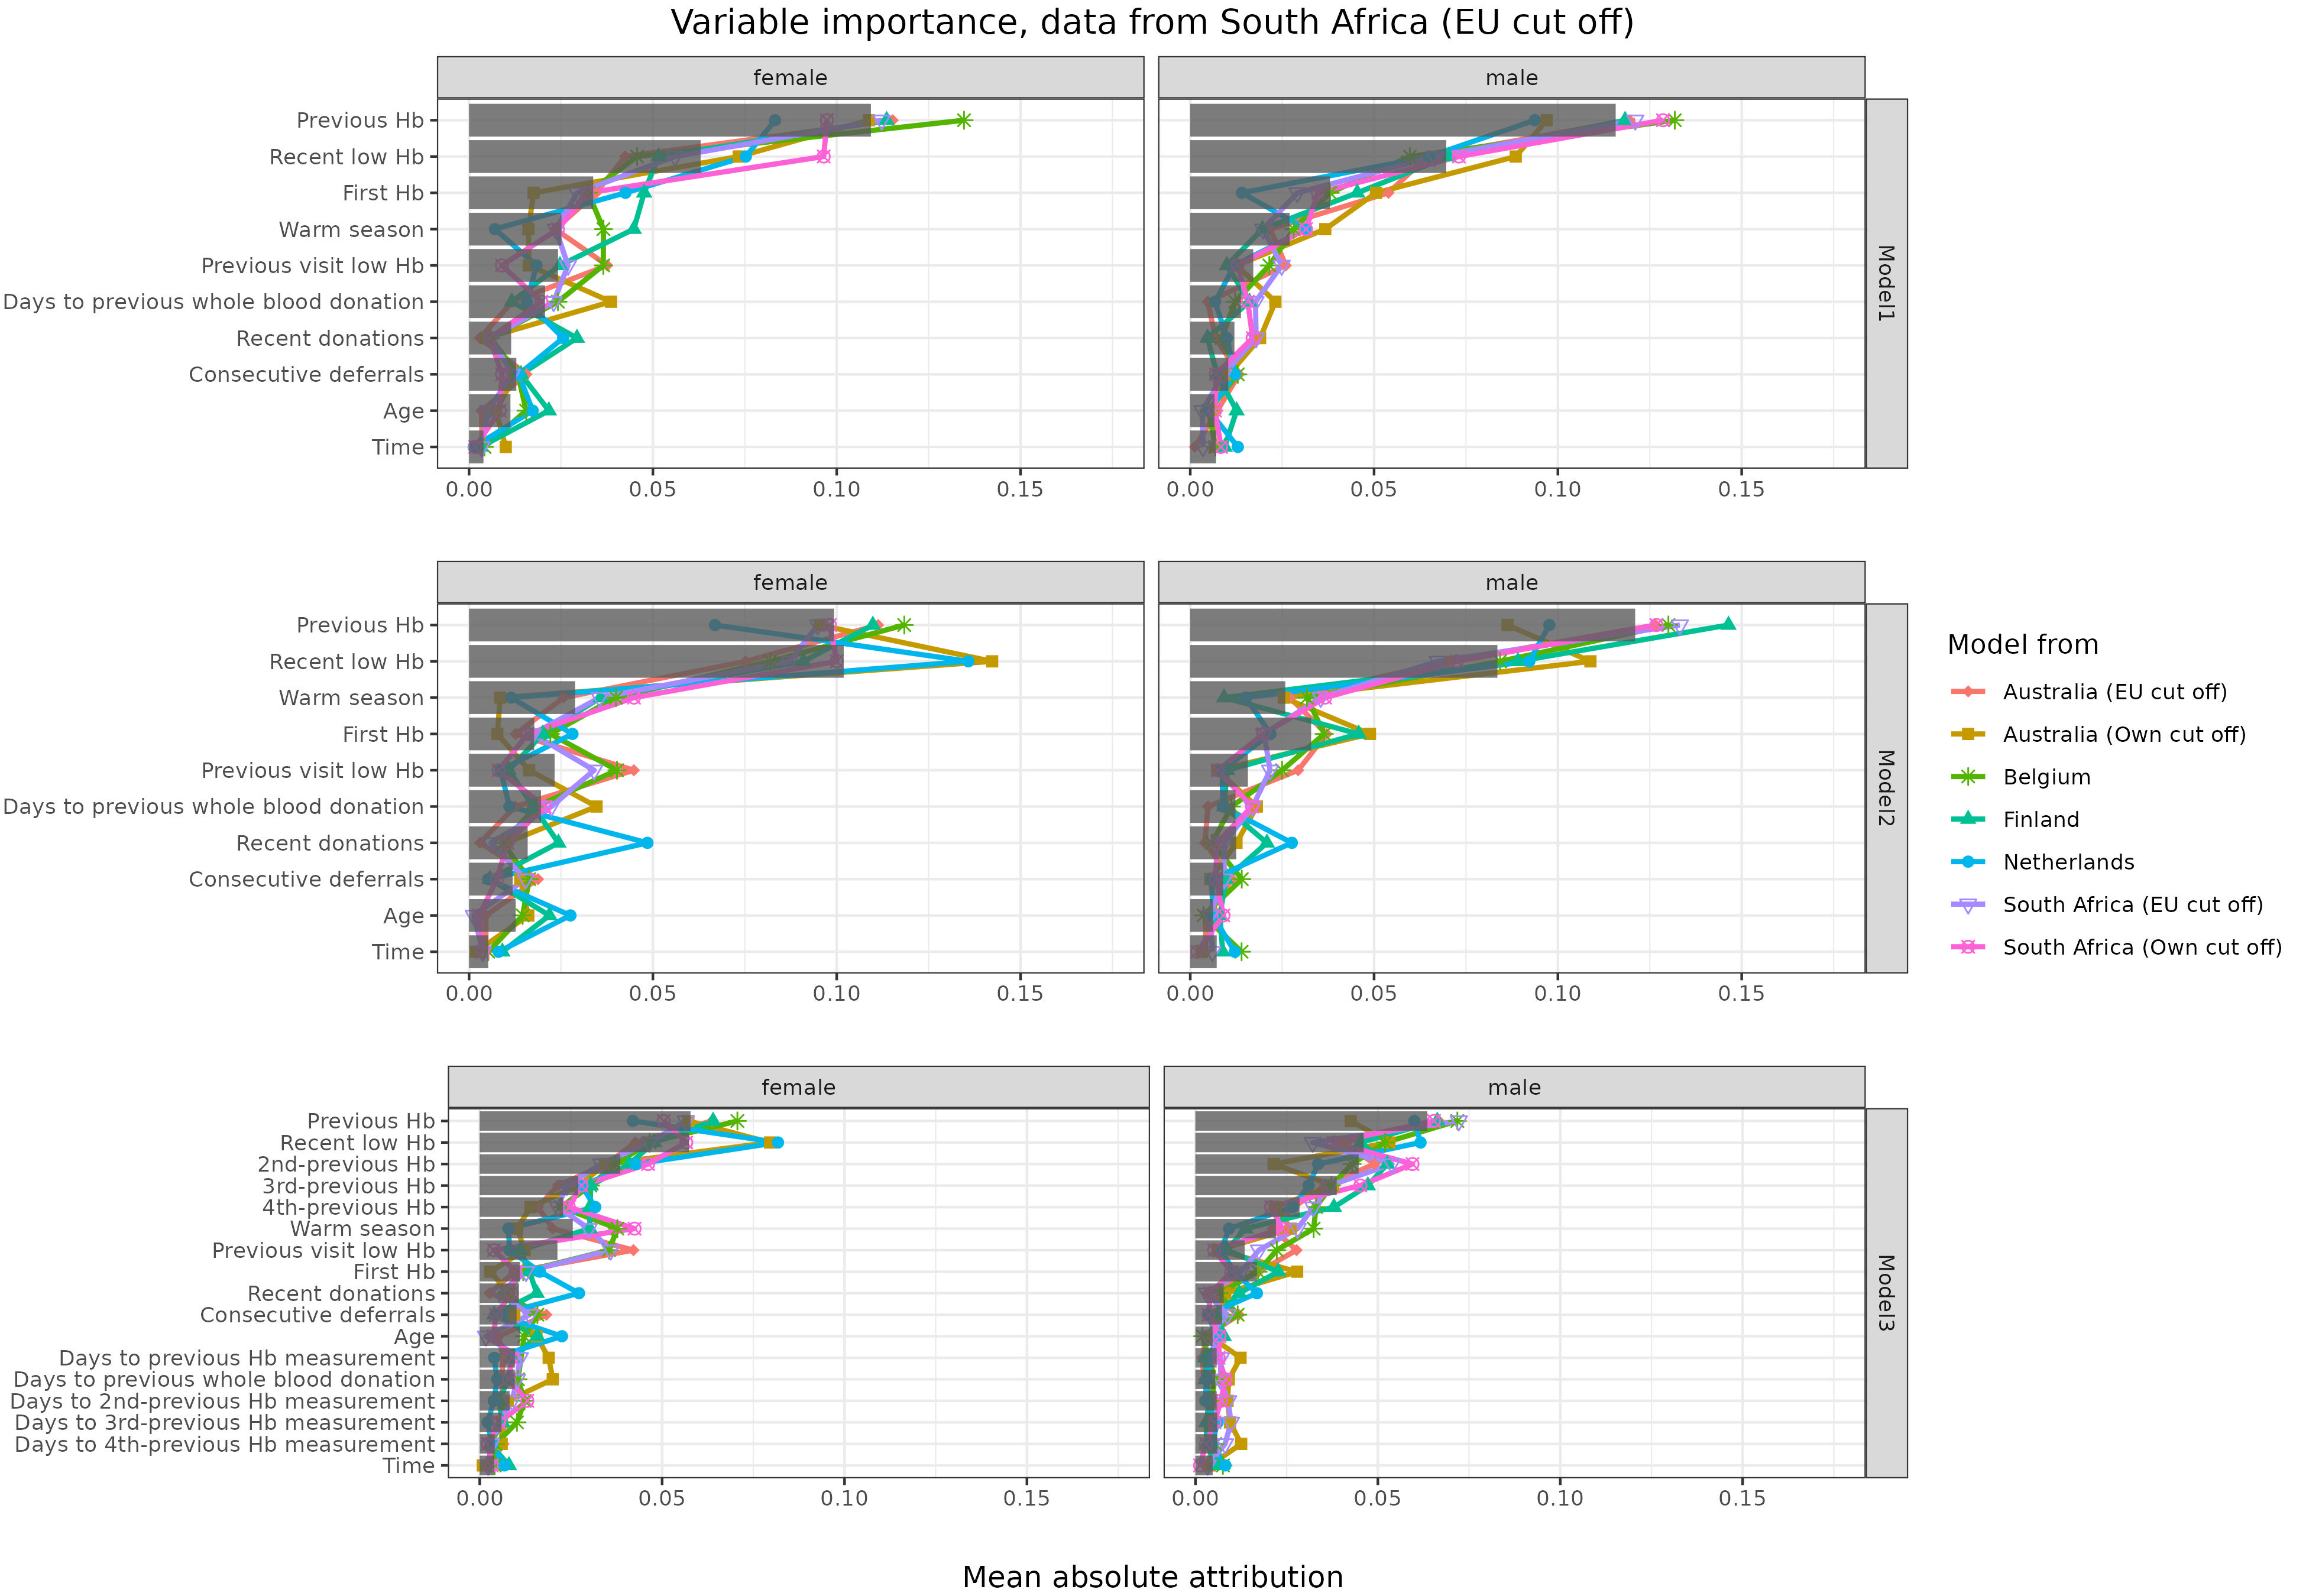 Variable importance, data from South Africa (EU cut off)
female
male
Previous Hb
Recent low Hb
First Hb
Warm season
Previous visit low Hb
Days to previous whole blood donation
Recent donations
Consecutive deferrals
Age
Time
Model1
0.00 0.05 0.10 0.15
0.00 0.05 0.10 0.15
female
male
Previous Hb
Recent low Hb
Warm season
First Hb
Previous visit low Hb
Days to previous whole blood donation
Recent donations
Consecutive deferrals
Age
Time
Model2
0.00 0.05 0.10 0.15
0.00 0.05 0.10 0.15
Model from
Australia (EU cut off)
Australia (Own cut off)
Belgium
Finland
Netherlands
South Africa (EU cut off)
South Africa (Own cut off)
female
male
Previous Hb
Recent low Hb
2nd-previous Hb
3rd-previous Hb
4th-previous Hb
Warm season
Previous visit low Hb
First Hb
Recent donations
Consecutive deferrals
Age
Days to previous Hb measurement
Days to previous whole blood donation
Days to 2nd-previous Hb measurement
Days to 3rd-previous Hb measurement
Days to 4th-previous Hb measurement
Time
Model3
0.00 0.05 0.10 0.15
0.00 0.05 0.10 0.15
Mean absolute attribution